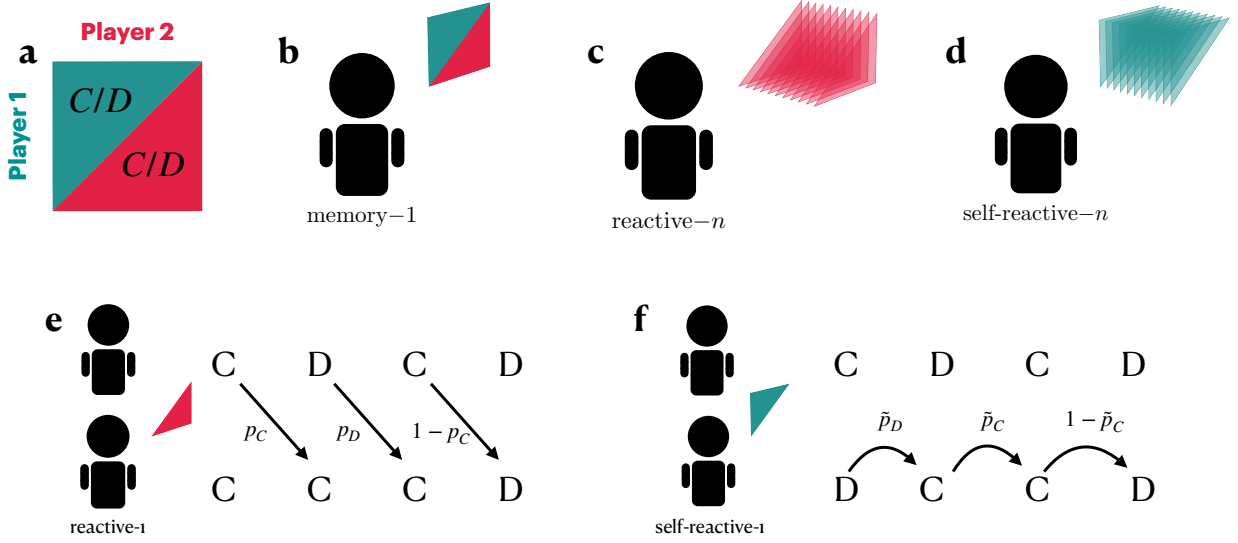 a
Player 2
Player 1
C/D
C/D
b
memory−1
c
reactive−n
d
self-reactive−n
e
C D C D
p_C p_D 1 − p_C
C C C D
reactive-1
f
C D C D
p̃_D p̃_C 1 − p̃_C
D C C D
self-reactive-1